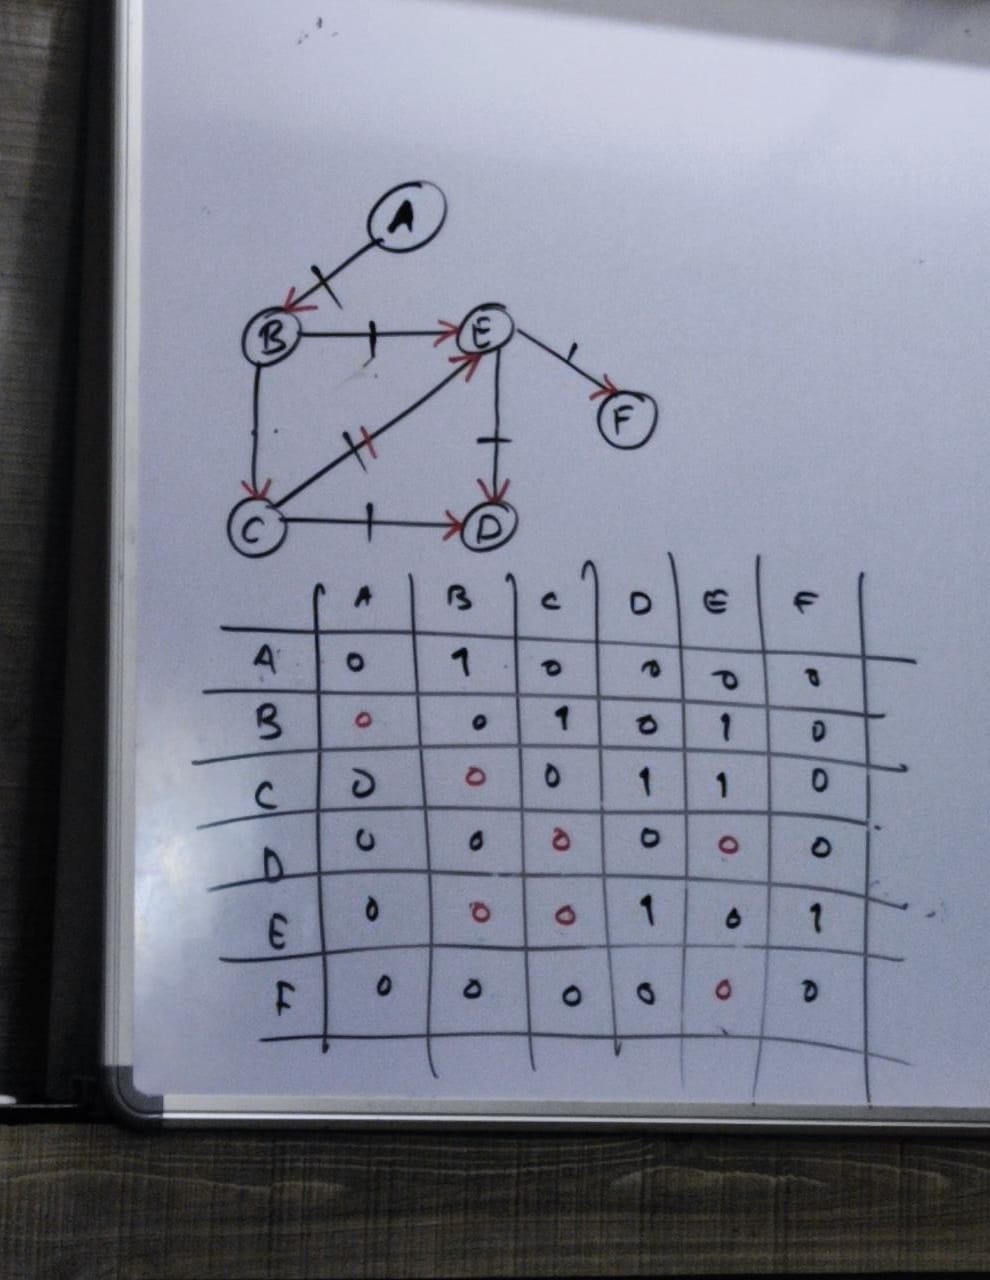 A
B E
F
C D
A B C D E F
A 0 1 0 0 0 0
B 0 0 1 0 1 0
C 0 0 0 1 1 0
D 0 0 0 0 0 0
E 0 0 0 1 0 1
F 0 0 0 0 0 0